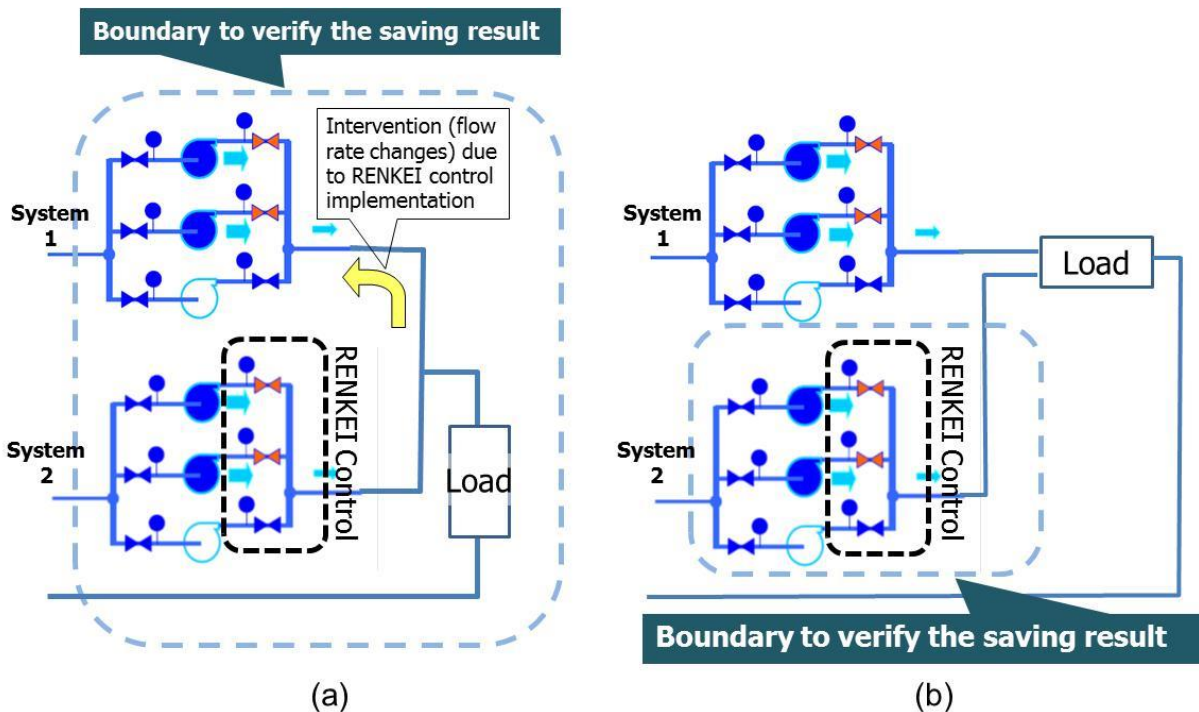 Boundary to verify the saving result
Intervention (flow
rate changes) due
to RENKEI control
implementation
System
1
System
2
RENKEI Control
Load
(a)
System
1
System
2
RENKEI Control
Load
Boundary to verify the saving result
(b)